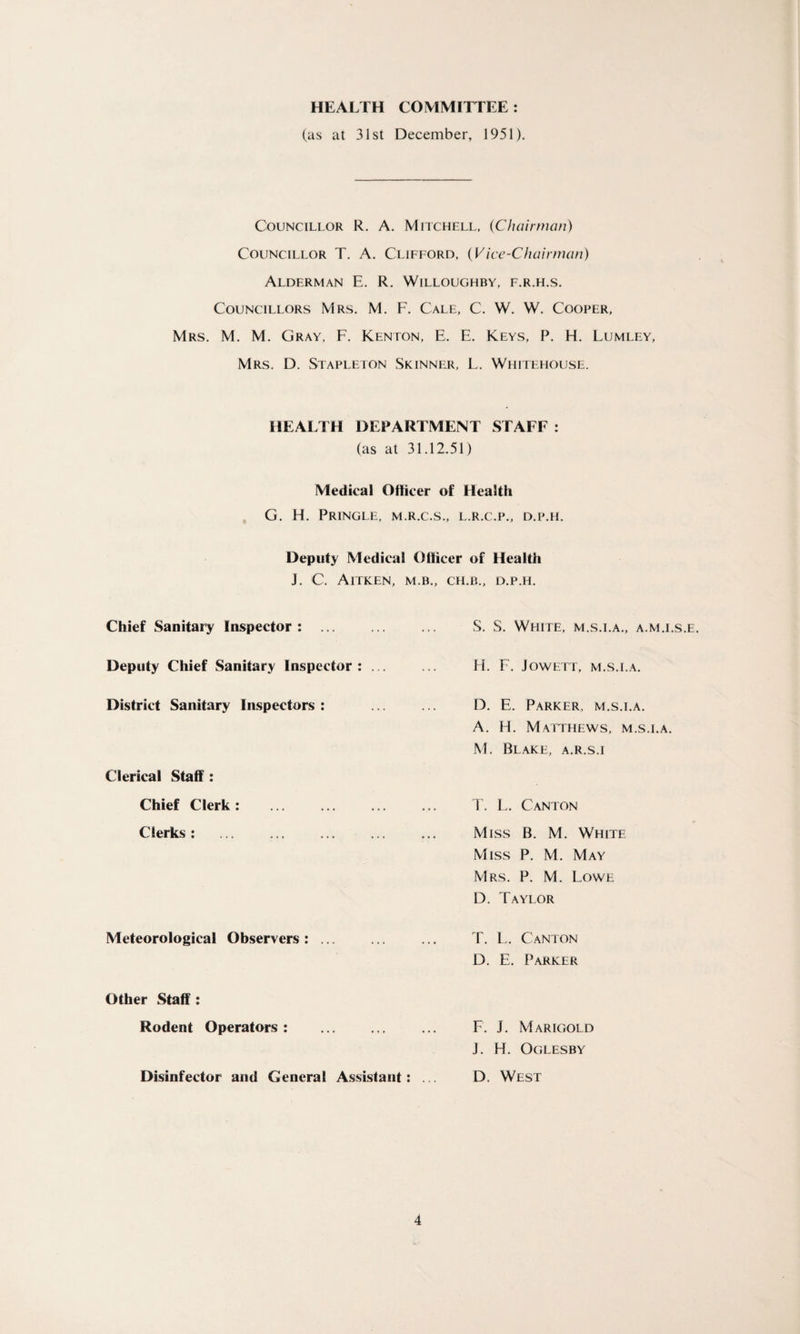 HEALTH COMMITTEE :
(as at 31st December, 1951).
Councillor R. A. Mitchell, (Chairman)
Councillor T. A. Clifford, (Vice-Chairman)
Alderman E. R. Willoughby, f.r.h.s.
Councillors Mrs. M. F. Cale, C. W. W. Cooper,
Mrs. M. M. Gray, F. Kenton, E. E. Keys, P. H. Lumley,
Mrs. D. Stapleton Skinner, L. Whitehouse.
HEALTH DEPARTMENT STAFF :
(as at 31.12.51)
Medical Officer of Health
G. H. Pringle, m.r.c.s., l.r.c.p., d.p.h.
Deputy Medical Officer of Health
J. C. Aitken, m.b., ch.b., d.p.h.
Chief Sanitary Inspector : ... ... ... S. S. White, m.s.i.a., a.m.i.s.e.
Deputy Chief Sanitary Inspector : ... ... H. F. Jowett, m.s.i.a.
District Sanitary Inspectors : ... ... D. E. Parker, m.s.i.a.
A. H. Matthews, m.s.i.a.
M. Blake, a.r.s.i
Clerical Staff :
Chief Clerk : ... ... ... ... T. L. Canton
Clerks : ... ... ... ... ... Miss B. M. White
Miss P. M. May
Mrs. P. M. Lowe
D. Taylor
Meteorological Observers : ... ... ... T. L. Canton
D. E. Parker
Other Staff :
Rodent Operators : ... ... ... F. J. Marigold
J. H. Oglesby
Disinfector and General Assistant : ... D. West
4